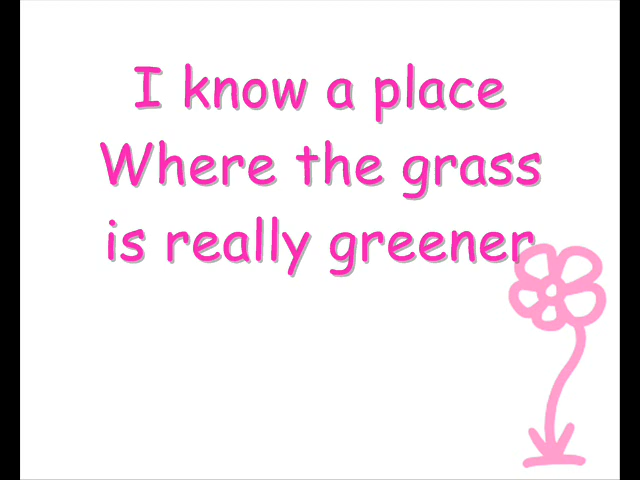 I know a place
Where the grass
is really greener